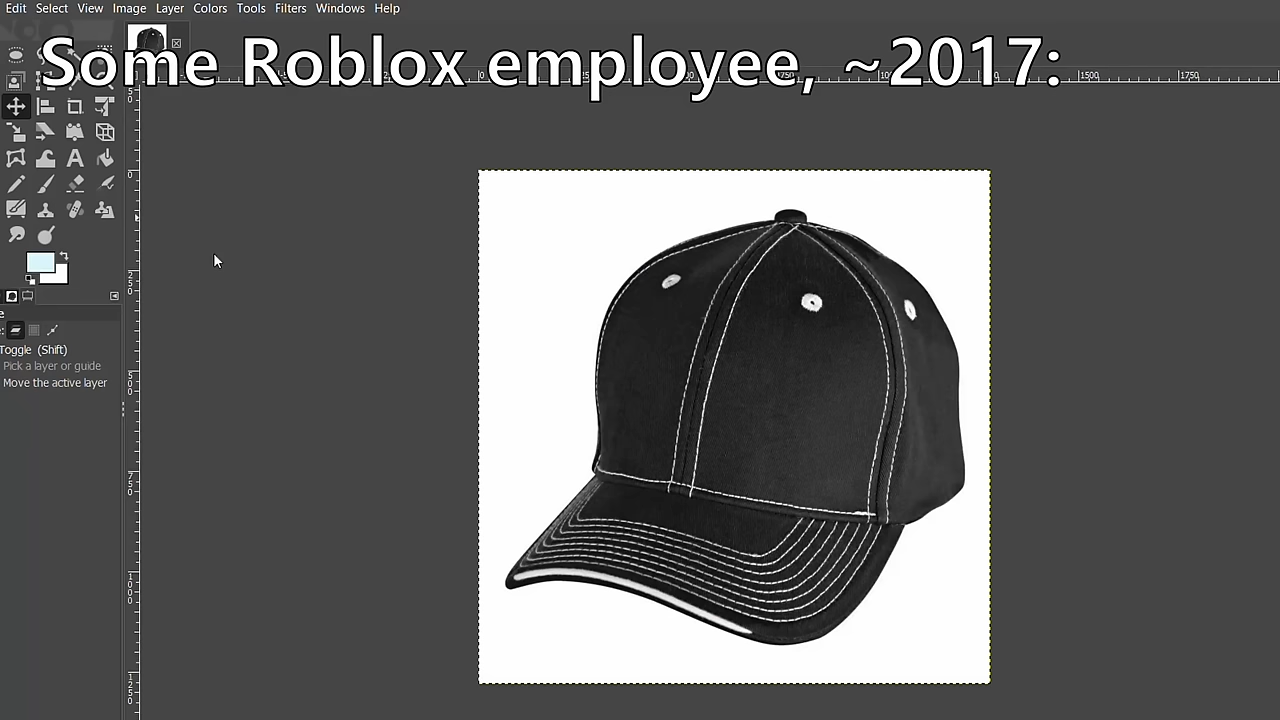 Edit Select View Image Layer Colors Tools Filters Windows Help
Some Roblox employee, ~2017:
Toggle (Shift)
Pick a layer or guide
Move the active layer